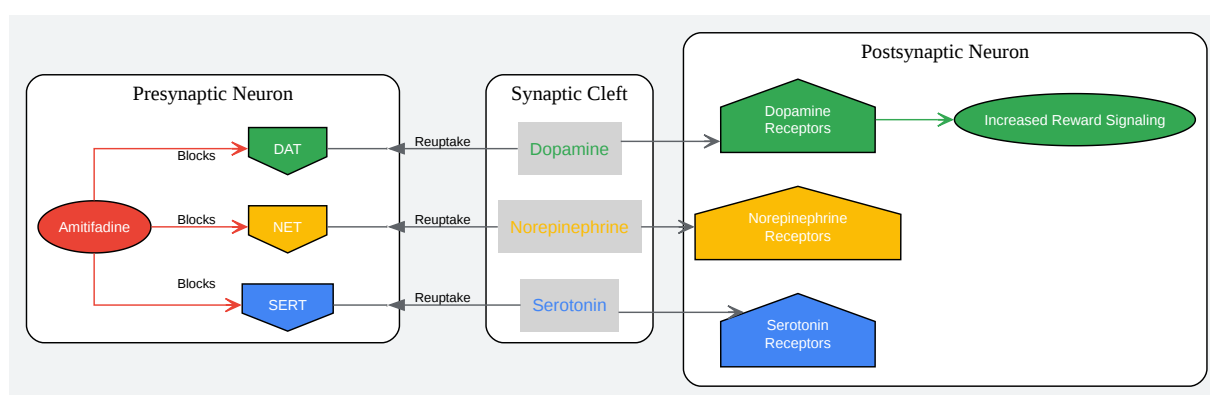 Postsynaptic Neuron
Presynaptic Neuron
Synaptic Cleft
Dopamine
Receptors
Increased Reward Signaling
DAT
Blocks
Reuptake
Dopamine
Amitifadine
Blocks
NET
Reuptake
Norepinephrine
Norepinephrine
Receptors
Blocks
SERT
Reuptake
Serotonin
Serotonin
Receptors